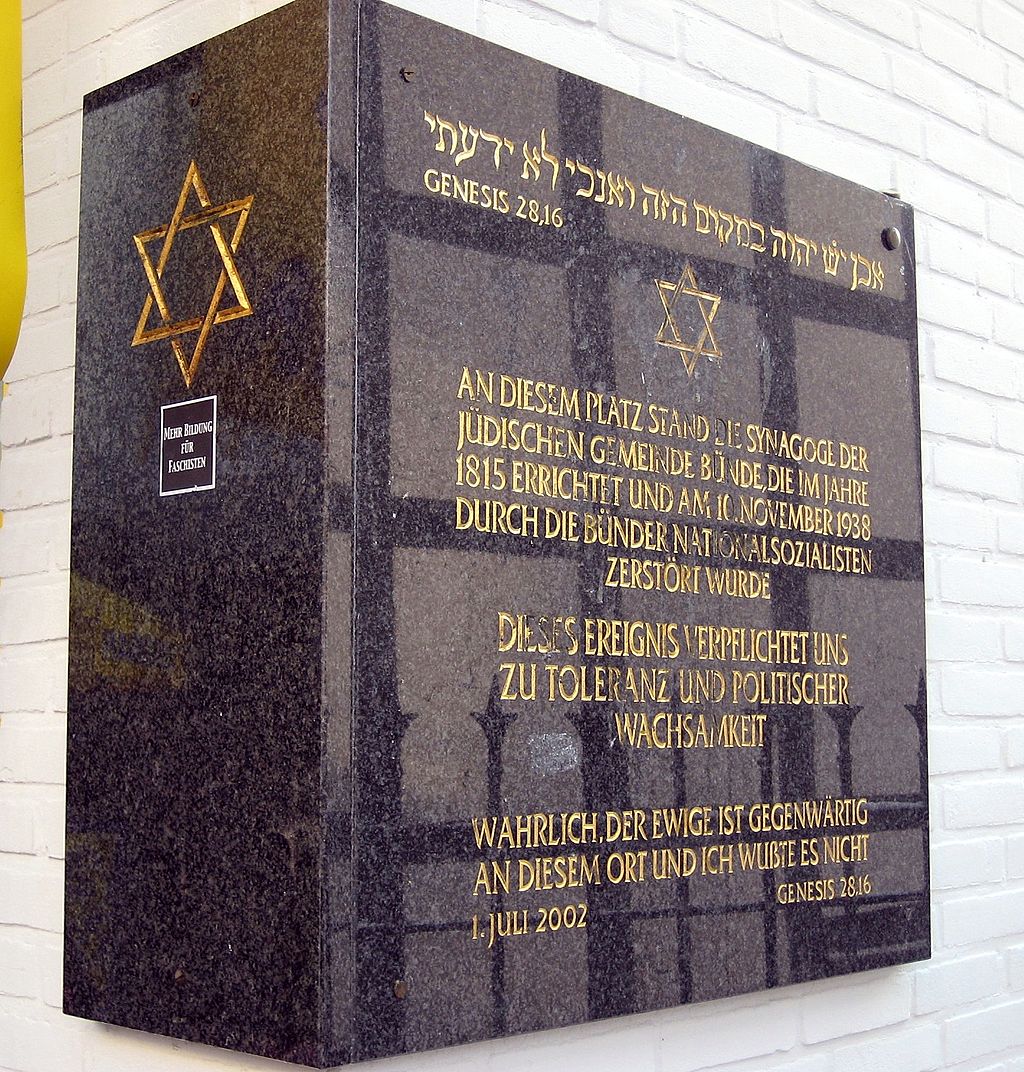 אכן יש יהוה במקום הזה ואנכי לא ידעתי
GENESIS 28,16
AN DIESEM PLATZ STAND DIE SYNAGOGE DER
JÜDISCHEN GEMEINDE BÜNDE, DIE IM JAHRE
1815 ERRICHTET UND AM 10. NOVEMBER 1938
DURCH DIE BÜNDER NATIONALSOZIALISTEN
ZERSTÖRT WURDE
DIESES EREIGNIS VERPFLICHTET UNS
ZU TOLERANZ UND POLITISCHER
WACHSAMKEIT
WAHRLICH, DER EWIGE IST GEGENWÄRTIG
AN DIESEM ORT UND ICH WUßTE ES NICHT
GENESIS 28,16
1. JULI 2002
MEHR BILDUNG
FÜR
FASCHISTEN